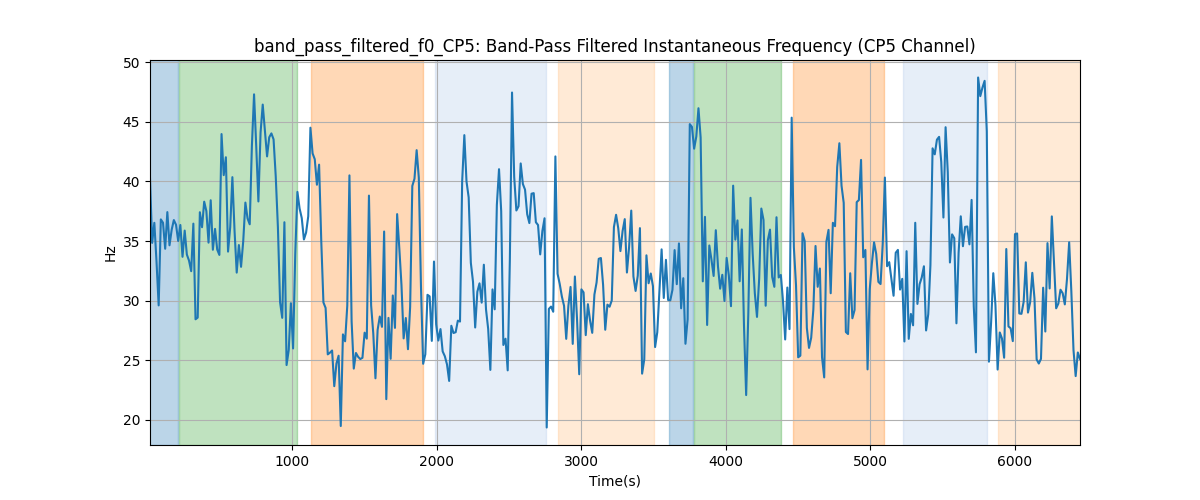 band_pass_filtered_f0_CP5: Band-Pass Filtered Instantaneous Frequency (CP5 Channel)
50
45
40
35
30
25
20
Hz
1000 2000 3000 4000 5000 6000
Time(s)